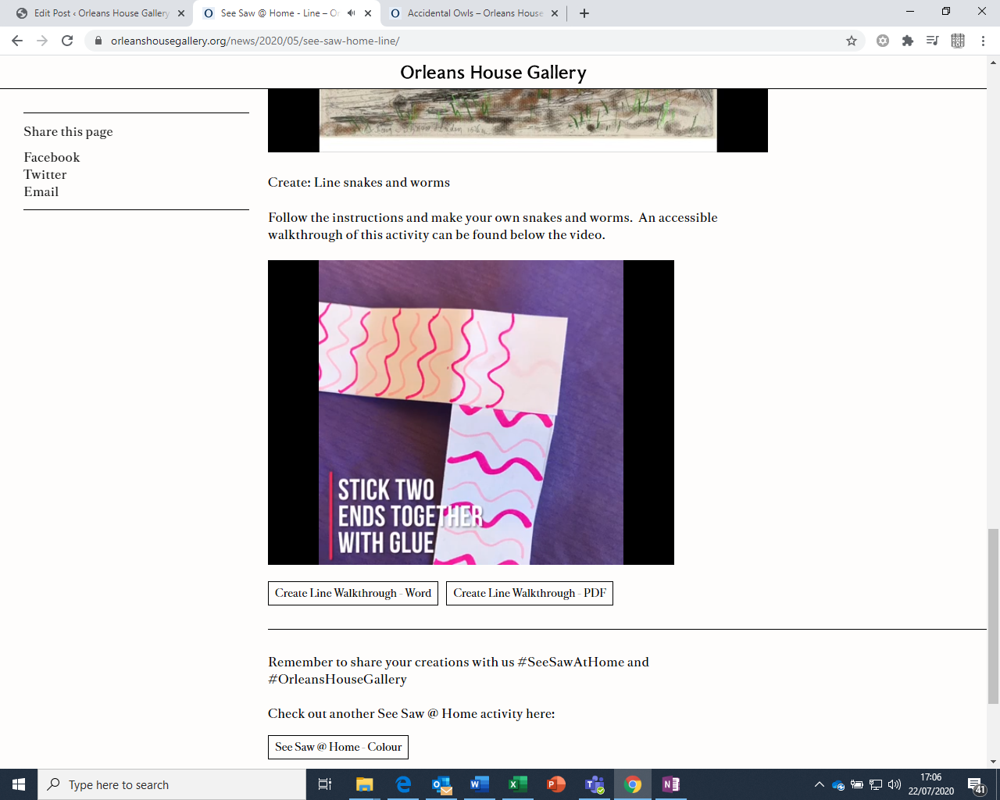 Edit Post ‹ Orleans House Gallery
See Saw @ Home - Line – O
Accidental Owls – Orleans House
orleanshousegallery.org/news/2020/05/see-saw-home-line/
Orleans House Gallery
Share this page
Facebook
Twitter
Email
Create: Line snakes and worms
Follow the instructions and make your own snakes and worms. An accessible
walkthrough of this activity can be found below the video.
STICK TWO
ENDS TOGETHER
WITH GLUE
Create Line Walkthrough - Word
Create Line Walkthrough - PDF
Remember to share your creations with us #SeeSawAtHome and
#OrleansHouseGallery
Check out another See Saw @ Home activity here:
See Saw @ Home - Colour
Type here to search
17:06
22/07/2020
41